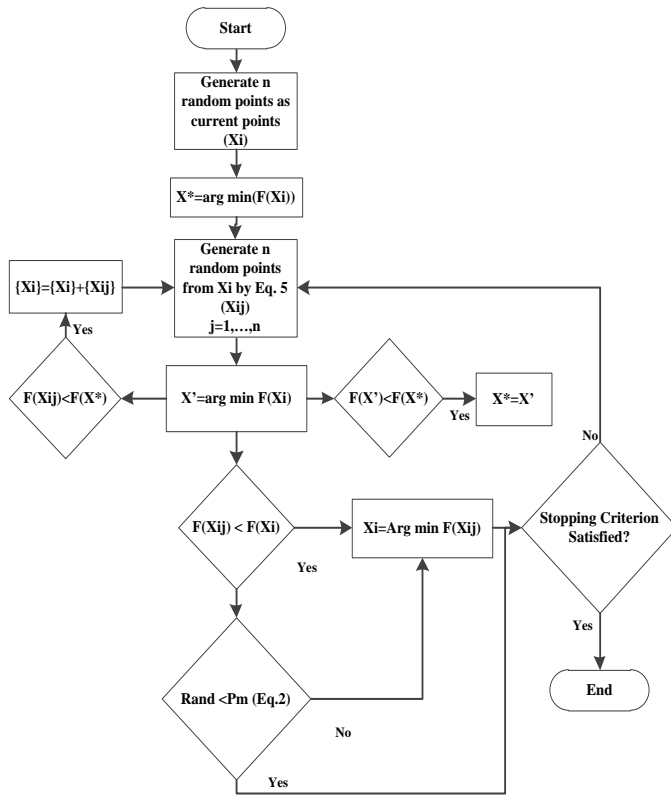 Start
Generate n
random points as
current points
(Xi)
X*=arg min(F(Xi))
Generate n
random points
from Xi by Eq. 5
(Xij)
j=1,…,n
{Xi}={Xi}+{Xij}
Yes
F(Xij)<F(X*)
X’=arg min F(Xi)
F(X’)<F(X*)
Yes
X*=X’
No
F(Xij) < F(Xi)
Yes
Xi=Arg min F(Xij)
Stopping Criterion
Satisfied?
Yes
End
Rand <Pm (Eq.2)
No
Yes